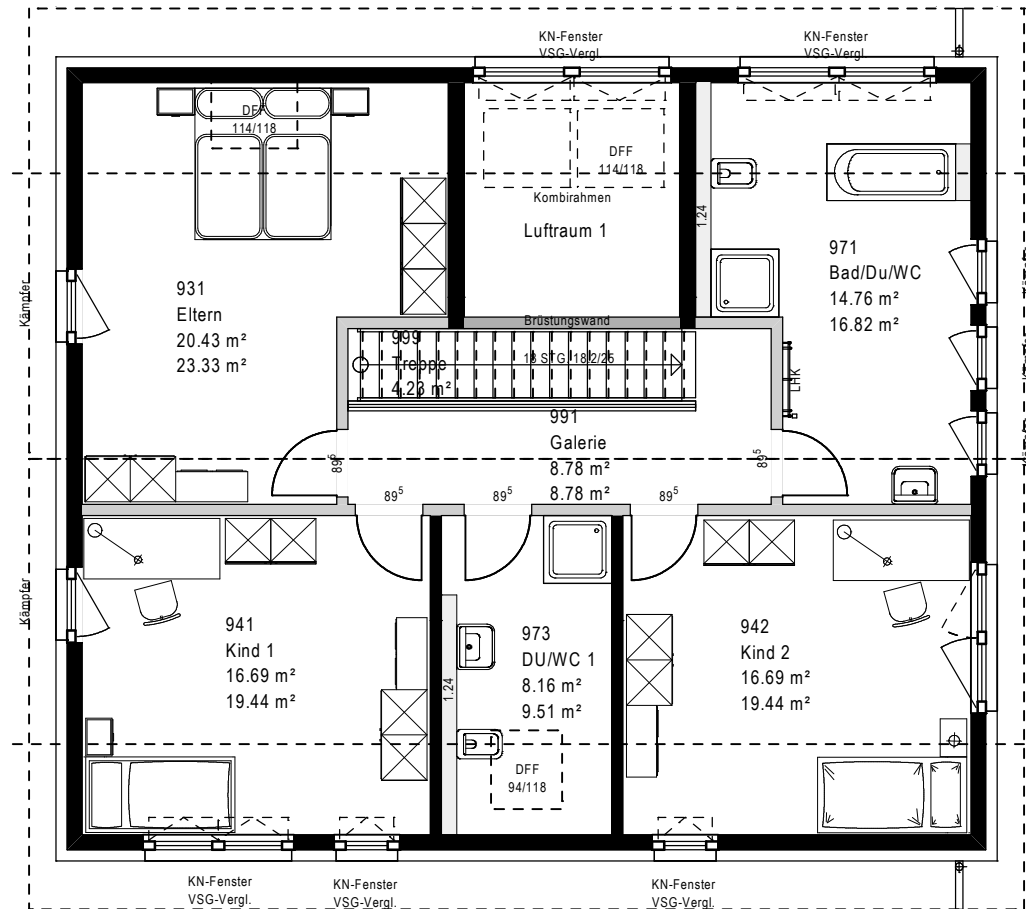 KN-Fenster
VSG-Vergl.
KN-Fenster
VSG-Vergl.
DFF
114/118
DFF
114/118
Kombirahmen
Luftraum 1
1.24
971
Bad/Du/WC
14.76 m²
16.82 m²
931
Eltern
20.43 m²
23.33 m²
Kämpfer
Brüstungswand
999
Treppe
4.23 m²
18 STG. 18.2/25
LHK
991
Galerie
8.78 m²
8.78 m²
89⁵
89⁵
89⁵
89⁵
89⁵
Kämpfer
941
Kind 1
16.69 m²
19.44 m²
1.24
973
DU/WC 1
8.16 m²
9.51 m²
942
Kind 2
16.69 m²
19.44 m²
DFF
94/118
KN-Fenster
VSG-Vergl.
KN-Fenster
VSG-Vergl.
KN-Fenster
VSG-Vergl.